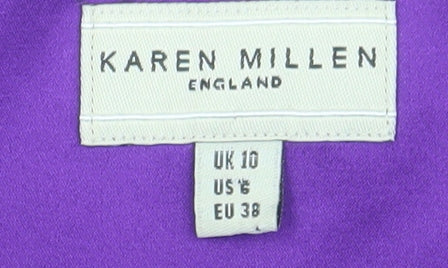 KAREN MILLEN
ENGLAND
UK 10
US 6
EU 38